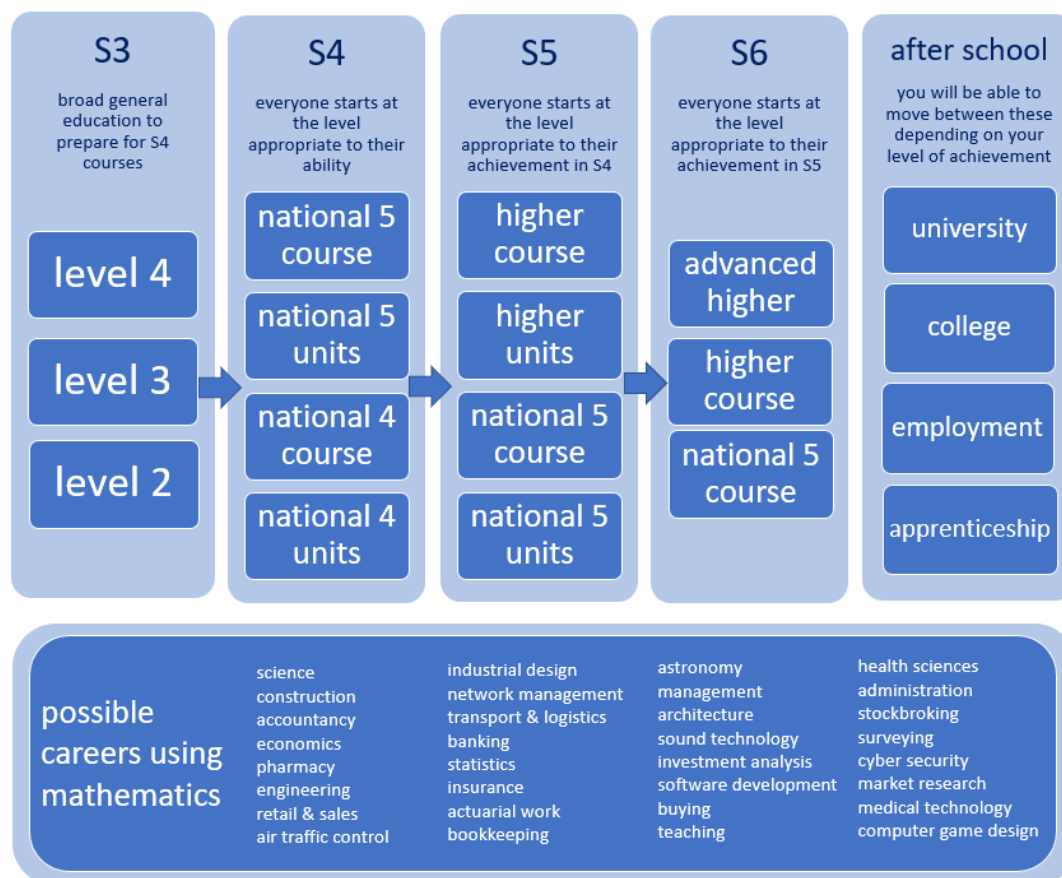 S3
broad general
education to
prepare for S4
courses
level 4
level 3
level 2
S4
everyone starts at
the level
appropriate to their
ability
national 5
course
national 5
units
national 4
course
national 4
units
S5
everyone starts at
the level
appropriate to their
achievement in S4
higher
course
higher
units
national 5
course
national 5
units
S6
everyone starts at
the level
appropriate to their
achievement in S5
advanced
higher
higher
course
national 5
course
after school
you will be able to
move between these
depending on your
level of achievement
university
college
employment
apprenticeship
possible
careers using
mathematics
science
construction
accountancy
economics
pharmacy
engineering
retail & sales
air traffic control
industrial design
network management
transport & logistics
banking
statistics
insurance
actuarial work
bookkeeping
astronomy
management
architecture
sound technology
investment analysis
software development
buying
teaching
health sciences
administration
stockbroking
surveying
cyber security
market research
medical technology
computer game design